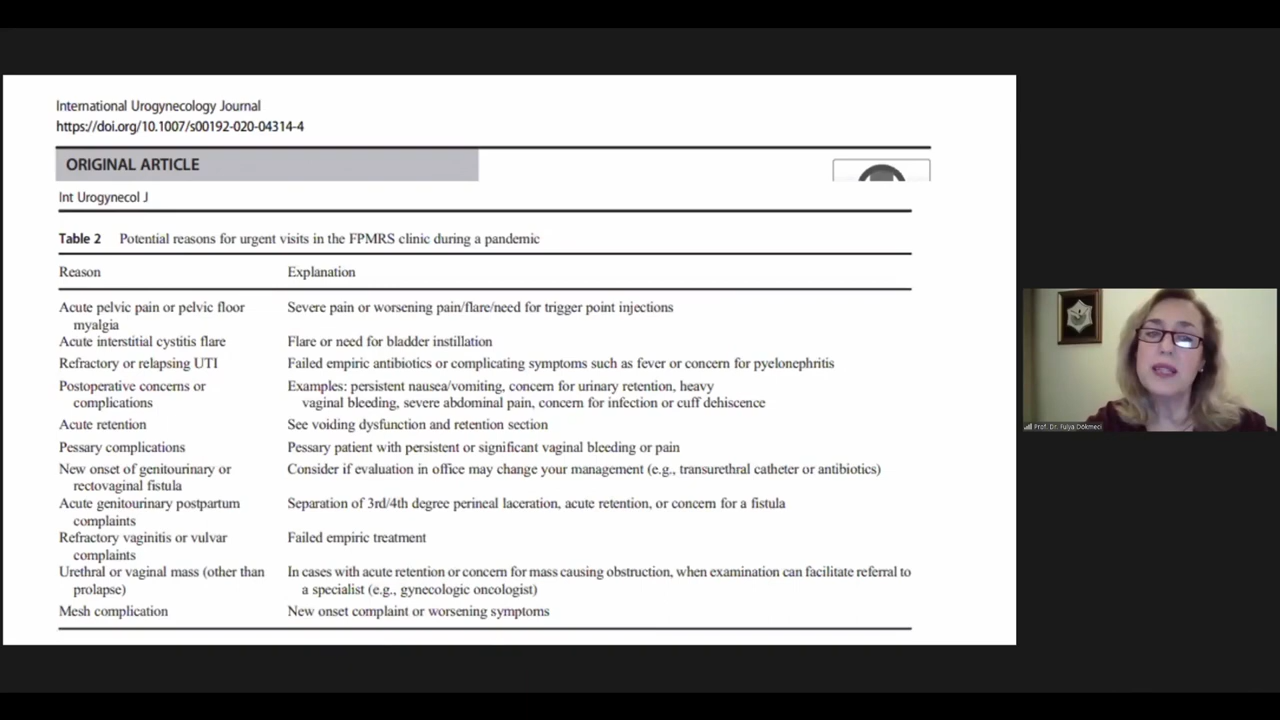 International Urogynecology Journal
https://doi.org/10.1007/s00192-020-04314-4
ORIGINAL ARTICLE
Int Urogynecol J
Table 2 Potential reasons for urgent visits in the FPMRS clinic during a pandemic
Reason Explanation
Acute pelvic pain or pelvic floor Severe pain or worsening pain/flare/need for trigger point injections
myalgia
Acute interstitial cystitis flare Flare or need for bladder instillation
Refractory or relapsing UTI Failed empiric antibiotics or complicating symptoms such as fever or concern for pyelonephritis
Postoperative concerns or Examples: persistent nausea/vomiting, concern for urinary retention, heavy
complications vaginal bleeding, severe abdominal pain, concern for infection or cuff dehiscence
Acute retention See voiding dysfunction and retention section
Pessary complications Pessary patient with persistent or significant vaginal bleeding or pain
New onset of genitourinary or Consider if evaluation in office may change your management (e.g., transurethral catheter or antibiotics)
rectovaginal fistula
Acute genitourinary postpartum Separation of 3rd/4th degree perineal laceration, acute retention, or concern for a fistula
complaints
Refractory vaginitis or vulvar Failed empiric treatment
complaints
Urethral or vaginal mass (other than In cases with acute retention or concern for mass causing obstruction, when examination can facilitate referral to
prolapse) a specialist (e.g., gynecologic oncologist)
Mesh complication New onset complaint or worsening symptoms
Prof. Dr. Fulya Dökmeci